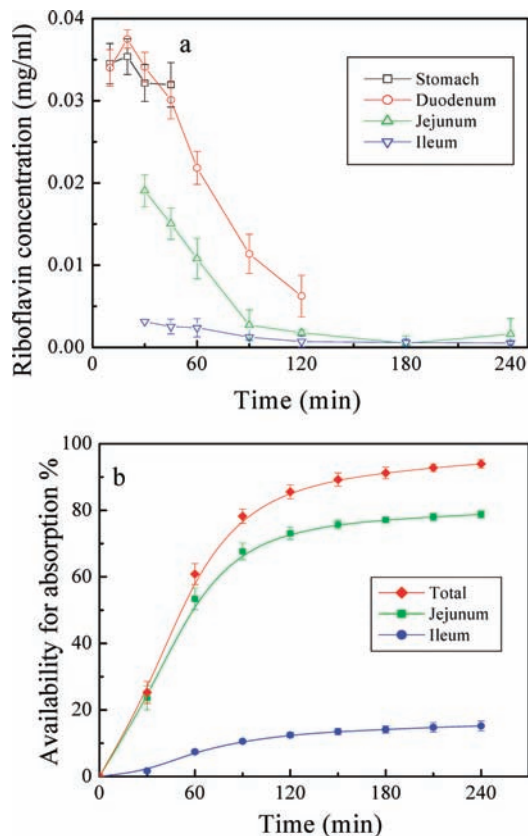 a
Riboflavin concentration (mg/ml)
0.04
0.03
0.02
0.01
0.00
Stomach
Duodenum
Jejunum
Ileum
0
60
120
180
240
Time (min)
b
Availability for absorption %
100
80
60
40
20
0
Total
Jejunum
Ileum
0
60
120
180
240
Time (min)